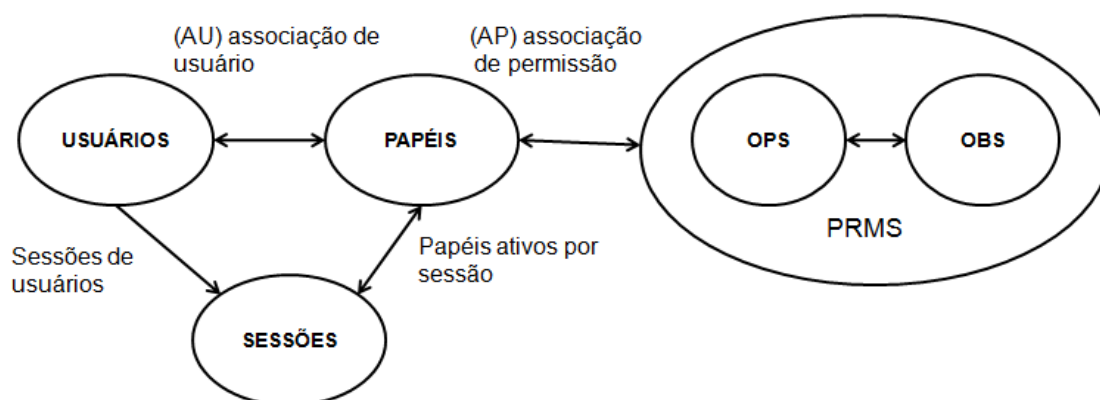 (AU) associação de
usuário
(AP) associação
de permissão
USUÁRIOS
PAPÉIS
OPS
OBS
PRMS
Sessões de
usuários
Papéis ativos por
sessão
SESSÕES